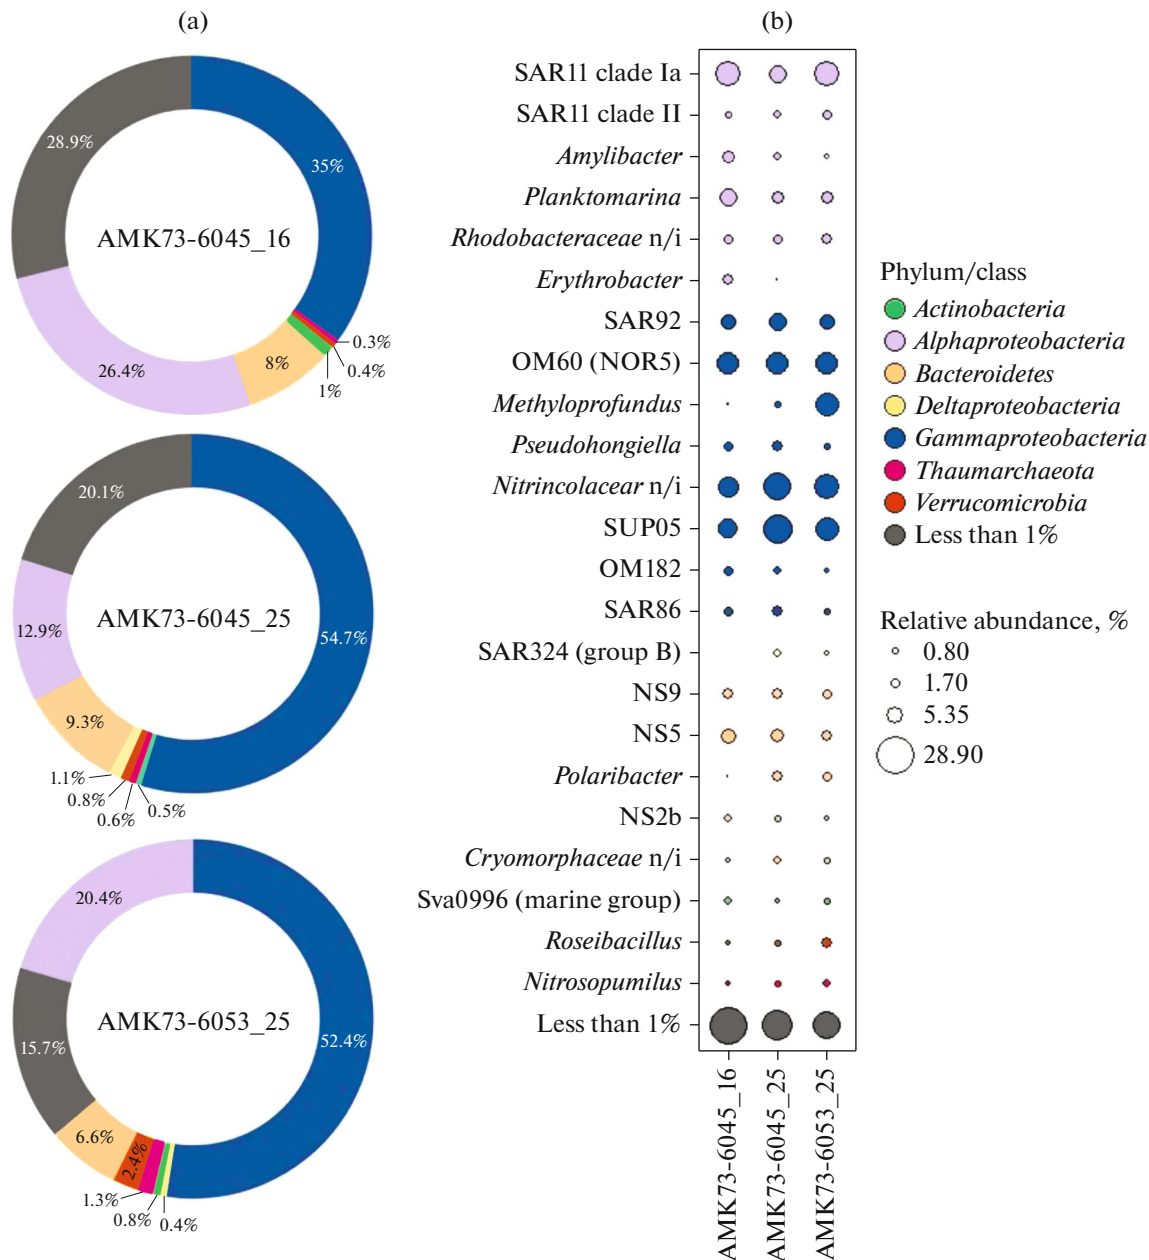 (a)
28.9%
35%
AMK73-6045_16
26.4%
8%
0.3%
0.4%
1%
20.1%
12.9%
AMK73-6045_25
54.7%
9.3%
1.1%
0.8%
0.6%
0.5%
20.4%
AMK73-6053_25
15.7%
52.4%
6.6%
2.4%
1.3%
0.8%
0.4%
(b)
SAR11 clade Ia
SAR11 clade II
Amylibacter
Planktomarina
Rhodobacteraceae n/i
Erythrobacter
SAR92
OM60 (NOR5)
Methyloprofundus
Pseudohongiella
Nitrincolacear n/i
SUP05
OM182
SAR86
SAR324 (group B)
NS9
NS5
Polaribacter
NS2b
Cryomorphaceae n/i
Sva0996 (marine group)
Roseibacillus
Nitrosopumilus
Less than 1%
AMK73-6045_16
AMK73-6045_25
AMK73-6053_25
Phylum/class
Actinobacteria
Alphaproteobacteria
Bacteroidetes
Deltaproteobacteria
Gammaproteobacteria
Thaumarchaeota
Verrucomicrobia
Less than 1%
Relative abundance, %
0.80
1.70
5.35
28.90